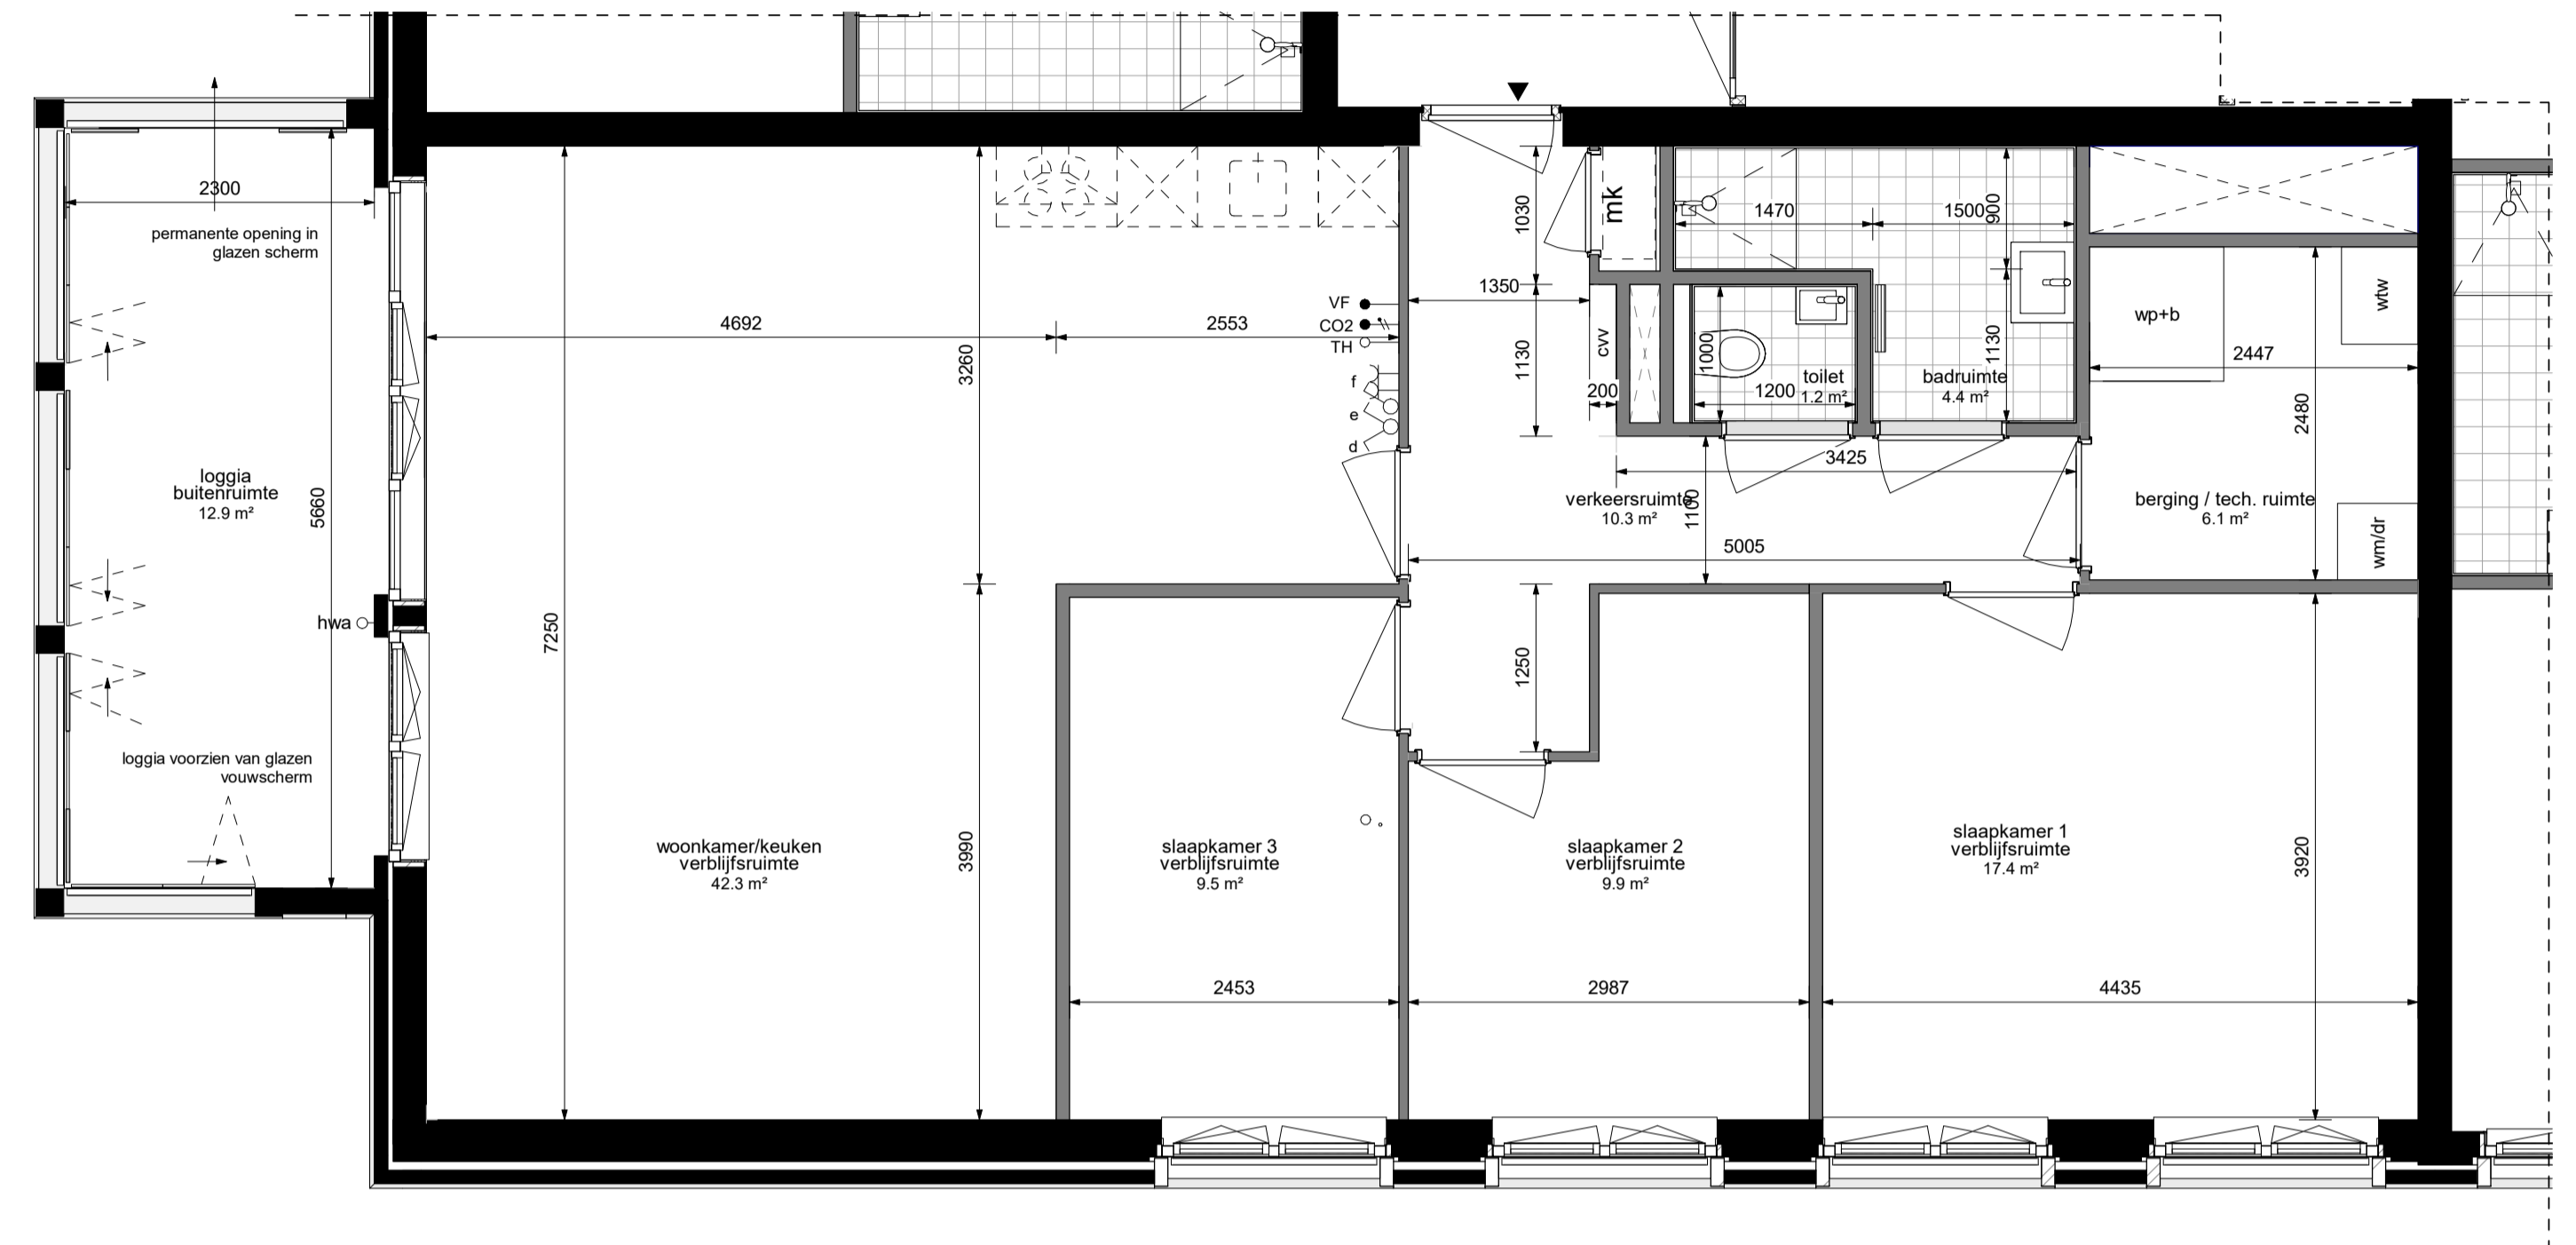 2300
permanente opening in
glazen scherm
loggia
buitenruimte
12.9 m²
5660
hwa
loggia voorzien van glazen
vouwscherm
4692
2553
3260
7250
3990
woonkamer/keuken
verblijfsruimte
42.3 m²
VF
CO2
TH
f
e
d
1030
1350
1130
mk
cvv
200
1470
1500
900
1000
1200
toilet
1.2 m²
1130
badruimte
4.4 m²
wp+b
wtw
2447
2480
berging / tech. ruimte
6.1 m²
wm/dr
3425
verkeersruimte
10.3 m²
1100
5005
1250
slaapkamer 3
verblijfsruimte
9.5 m²
2453
slaapkamer 2
verblijfsruimte
9.9 m²
2987
slaapkamer 1
verblijfsruimte
17.4 m²
3920
4435